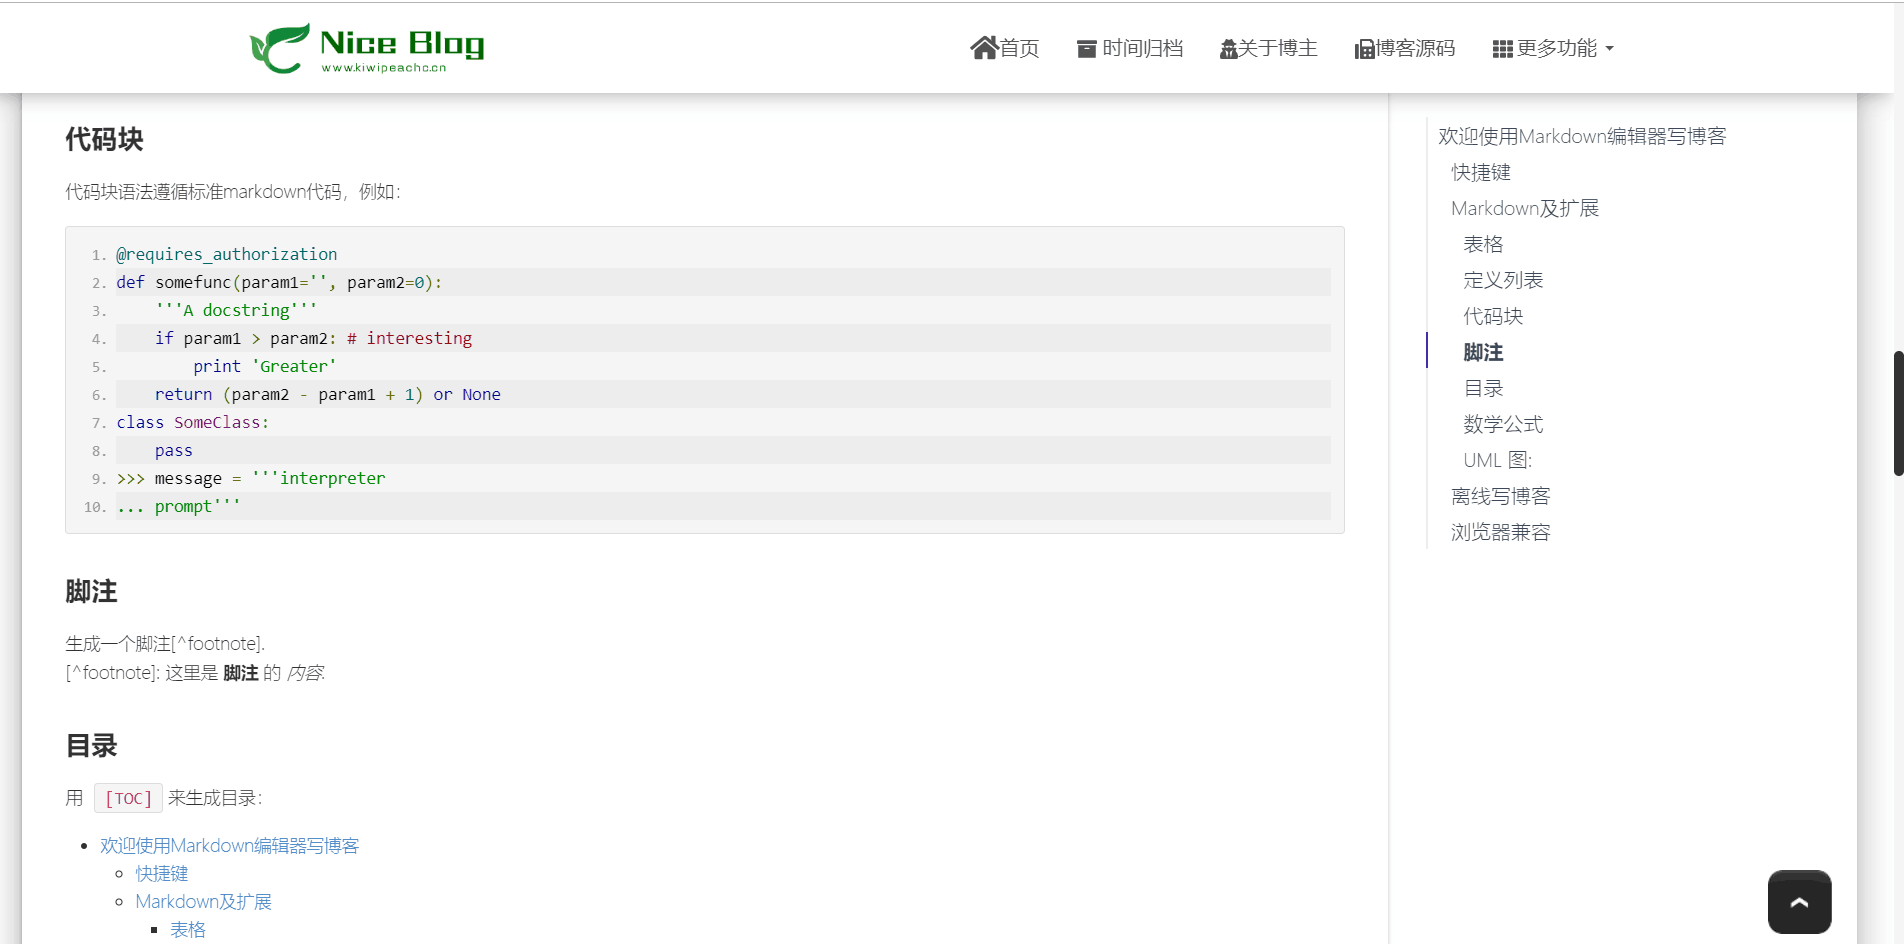 Nice Blog
www.kiwipeachc.cn
首页 时间归档 关于博主 博客源码 更多功能
代码块
代码块语法遵循标准markdown代码，例如：
1. @requires_authorization
2. def somefunc(param1='', param2=0):
3. '''A docstring'''
4. if param1 > param2: # interesting
5. print 'Greater'
6. return (param2 - param1 + 1) or None
7. class SomeClass:
8. pass
9. >>> message = '''interpreter
10. ... prompt'''
脚注
生成一个脚注[^footnote].
[^footnote]: 这里是 脚注 的 内容.
目录
用 [TOC] 来生成目录：
• 欢迎使用Markdown编辑器写博客
◦ 快捷键
◦ Markdown及扩展
▪ 表格
欢迎使用Markdown编辑器写博客
快捷键
Markdown及扩展
表格
定义列表
代码块
脚注
目录
数学公式
UML 图:
离线写博客
浏览器兼容